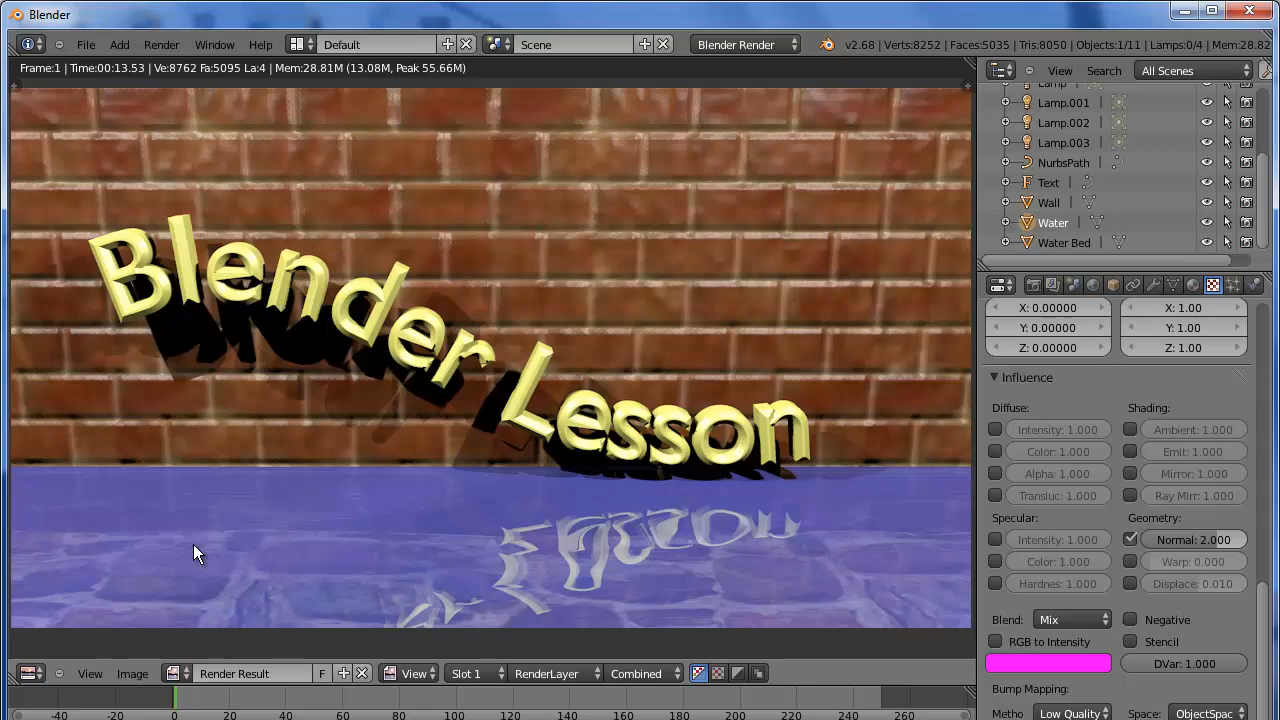 Blender
File Add Render Window Help Default Scene Blender Render v2.68 | Verts:8252 | Faces:5035 | Tris:8050 | Objects:1/11 | Lamps:0/4 | Mem:28.82
Frame:1 | Time:00:13.53 | Ve:8762 Fa:5095 La:4 | Mem:28.81M (13.08M, Peak 55.66M)
View Search All Scenes
Lamp
Lamp.001
Lamp.002
Lamp.003
NurbsPath
Text
Wall
Water
Water Bed
Blender Lesson
X: 0.00000 X: 1.00
Y: 0.00000 Y: 1.00
Z: 0.00000 Z: 1.00
Influence
Diffuse: Shading:
Intensity: 1.000 Ambient: 1.000
Color: 1.000 Emit: 1.000
Alpha: 1.000 Mirror: 1.000
Transluc: 1.000 Ray Mirr: 1.000
Specular: Geometry:
Intensity: 1.000 Normal: 2.000
Color: 1.000 Warp: 0.000
Hardnes: 1.000 Displace: 0.010
Blend: Mix Negative
RGB to Intensity Stencil
DVar: 1.000
Bump Mapping:
Metho Low Quality Space: ObjectSpac
View Image Render Result F View Slot 1 RenderLayer Combined
-40 -20 0 20 40 60 80 100 120 140 160 180 200 220 240 260